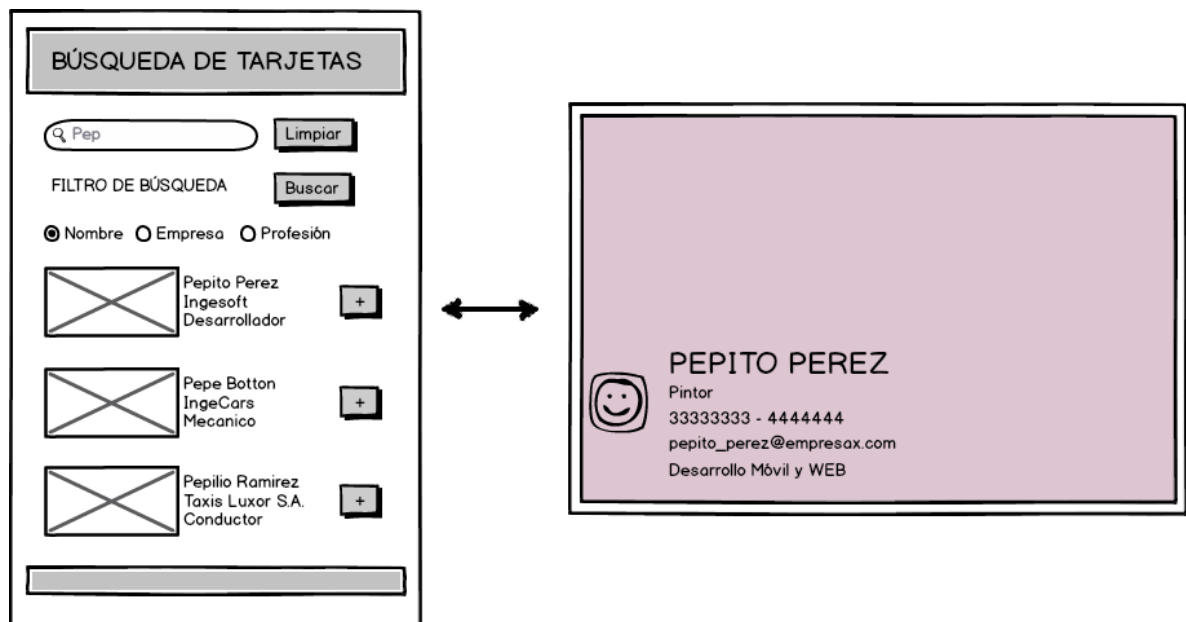 BÚSQUEDA DE TARJETAS
Pep
Limpiar
FILTRO DE BÚSQUEDA
Buscar
Nombre Empresa Profesión
Pepito Perez
Ingesoft
Desarrollador
+
Pepe Botton
IngeCars
Mecanico
+
Pepilio Ramirez
Taxis Luxor S.A.
Conductor
+
PEPITO PEREZ
Pintor
33333333 - 4444444
pepito_perez@empresax.com
Desarrollo Móvil y WEB